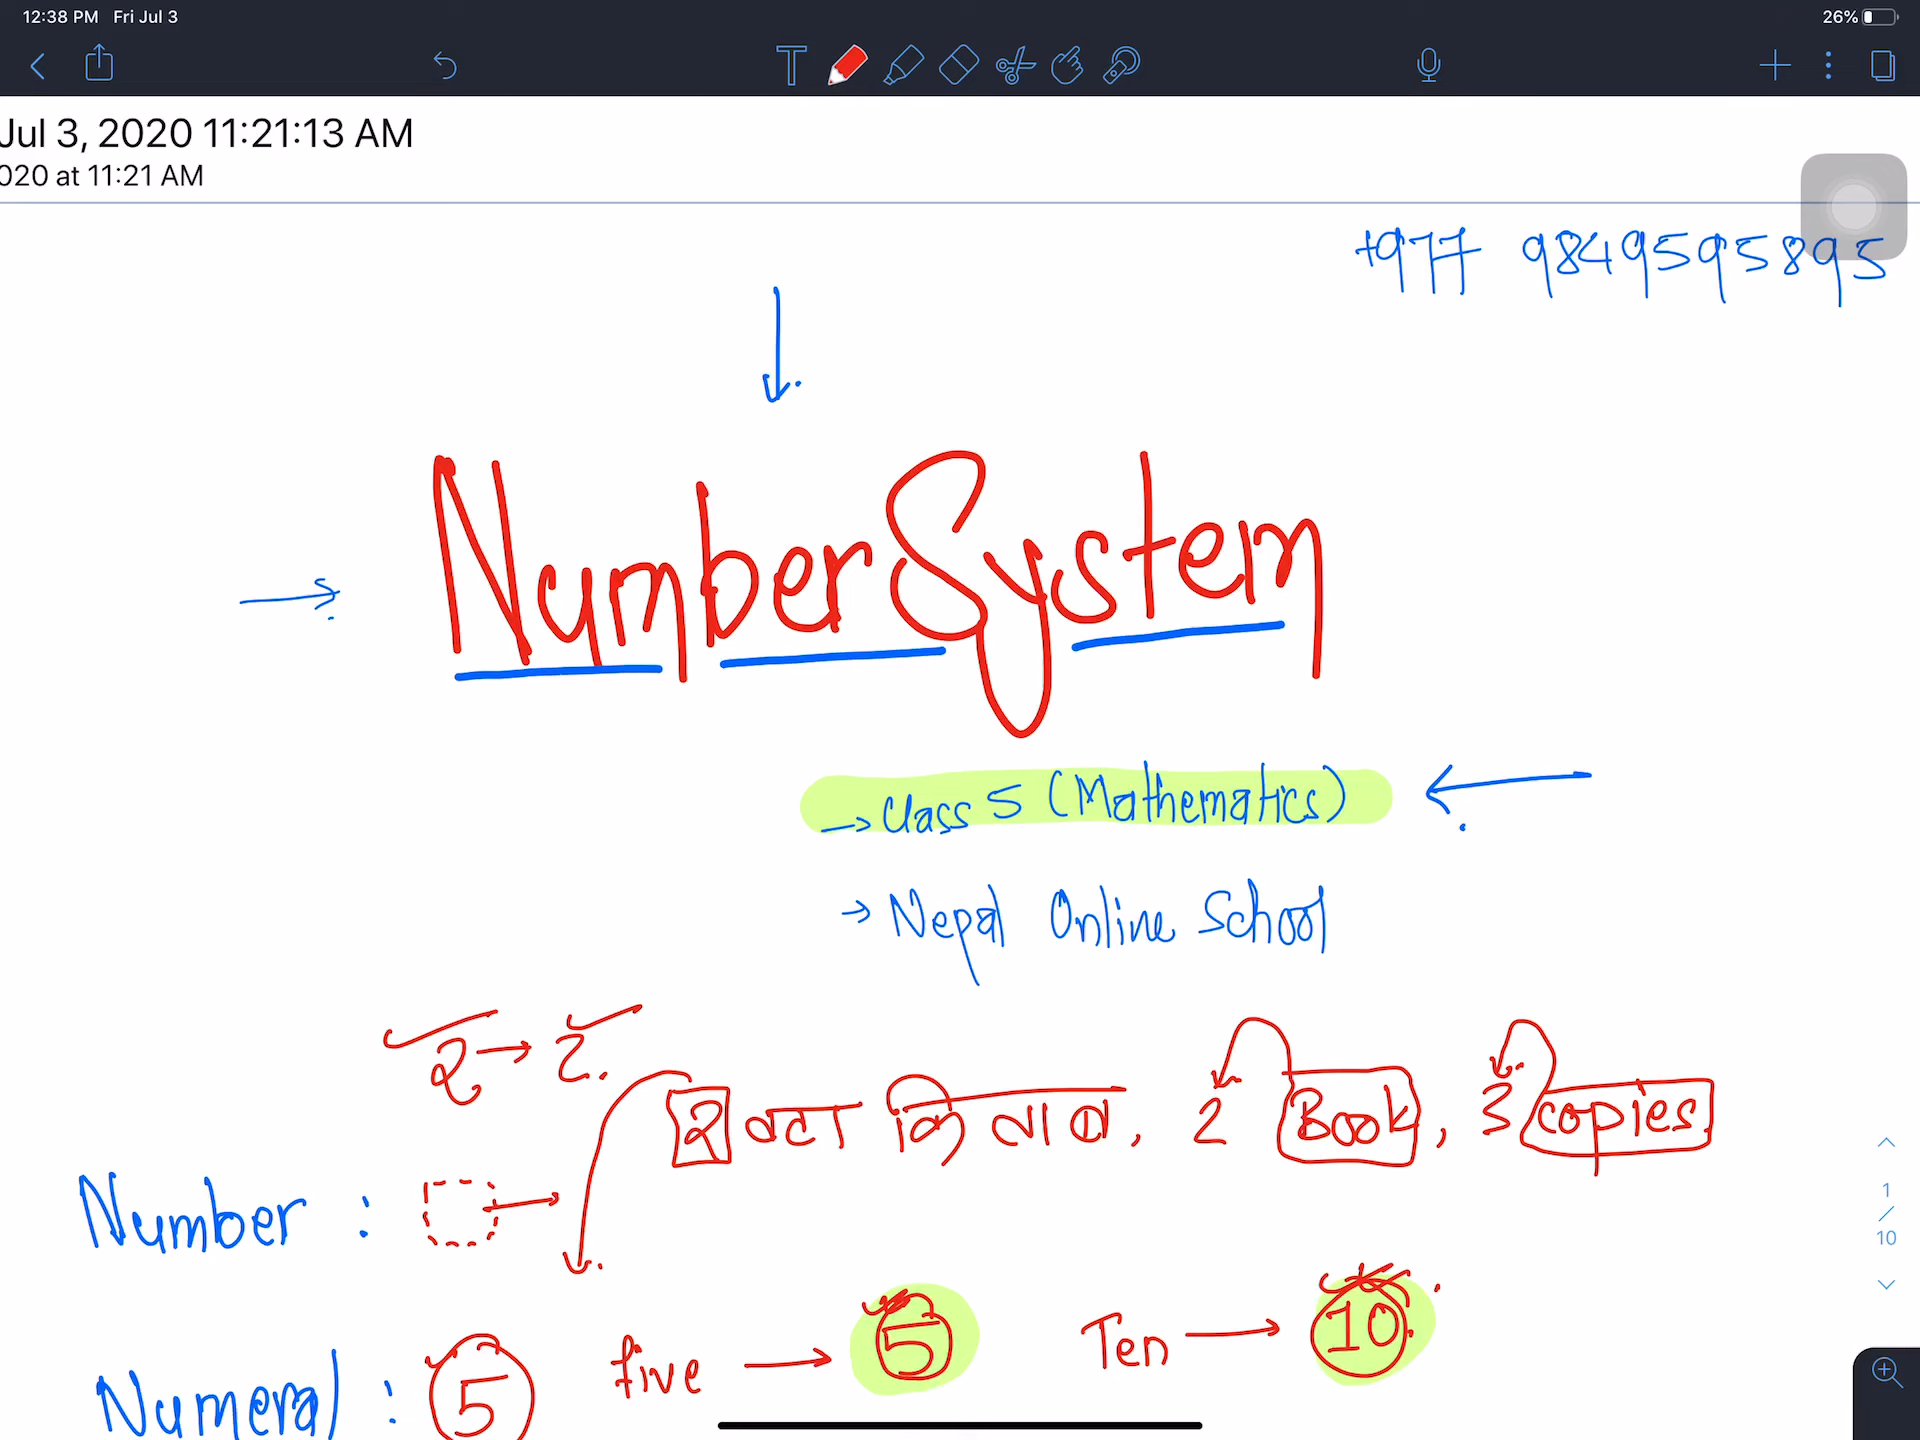 12:38 PM Fri Jul 3 26%
Jul 3, 2020 11:21:13 AM
020 at 11:21 AM
+977 9849595895
Number System
→ Class 5 (Mathematics)
→ Nepal Online School
२ → 2.
२ वटा किताब, 2 Book, 3 copies
Number :
1
/
10
five → 5 Ten → 10
Numeral : 5